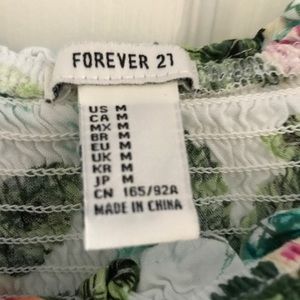 FOREVER 21
US M
CA M
MX M
BR M
EU M
UK M
KR M
JP M
CN 165/92A
MADE IN CHINA